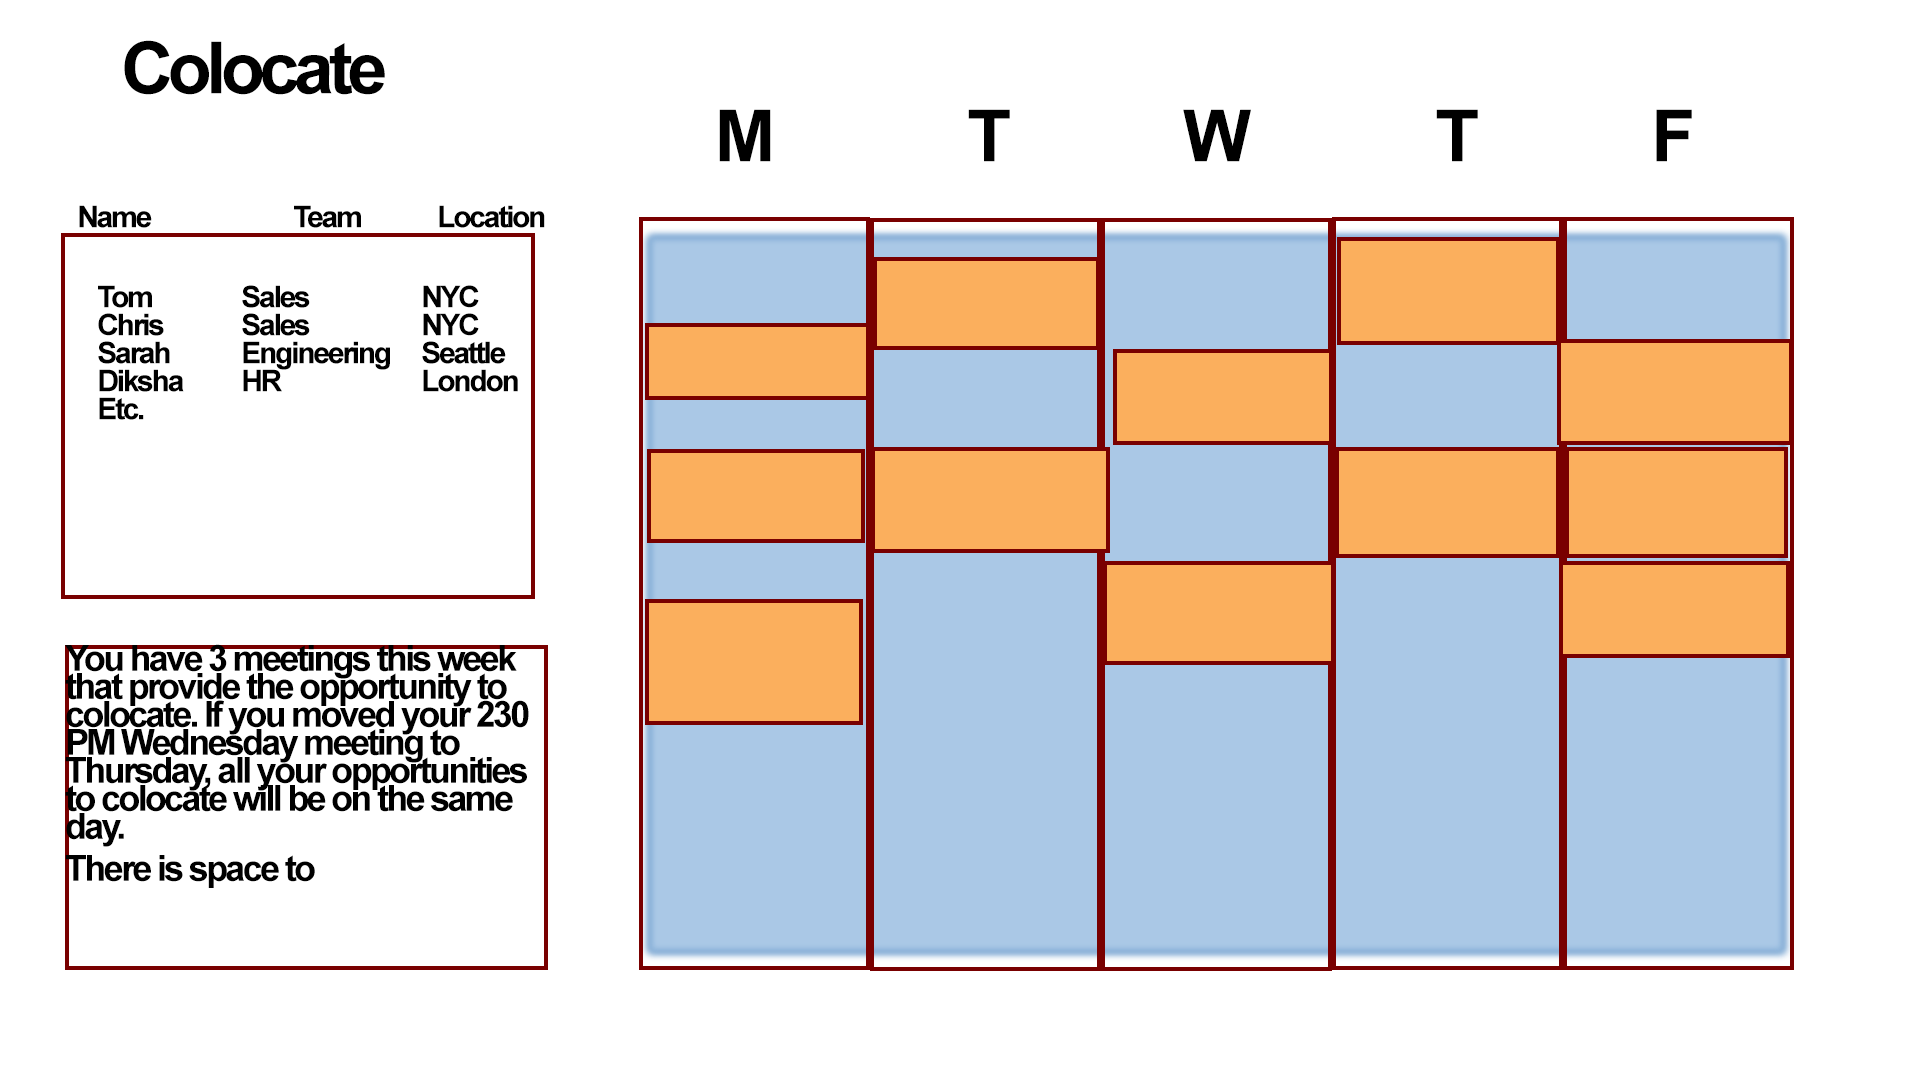 Colocate
M T W T F
Name Team Location
Tom Sales NYC
Chris Sales NYC
Sarah Engineering Seattle
Diksha HR London
Etc.
You have 3 meetings this week
that provide the opportunity to
colocate. If you moved your 230
PM Wednesday meeting to
Thursday, all your opportunities
to colocate will be on the same
day.
There is space to